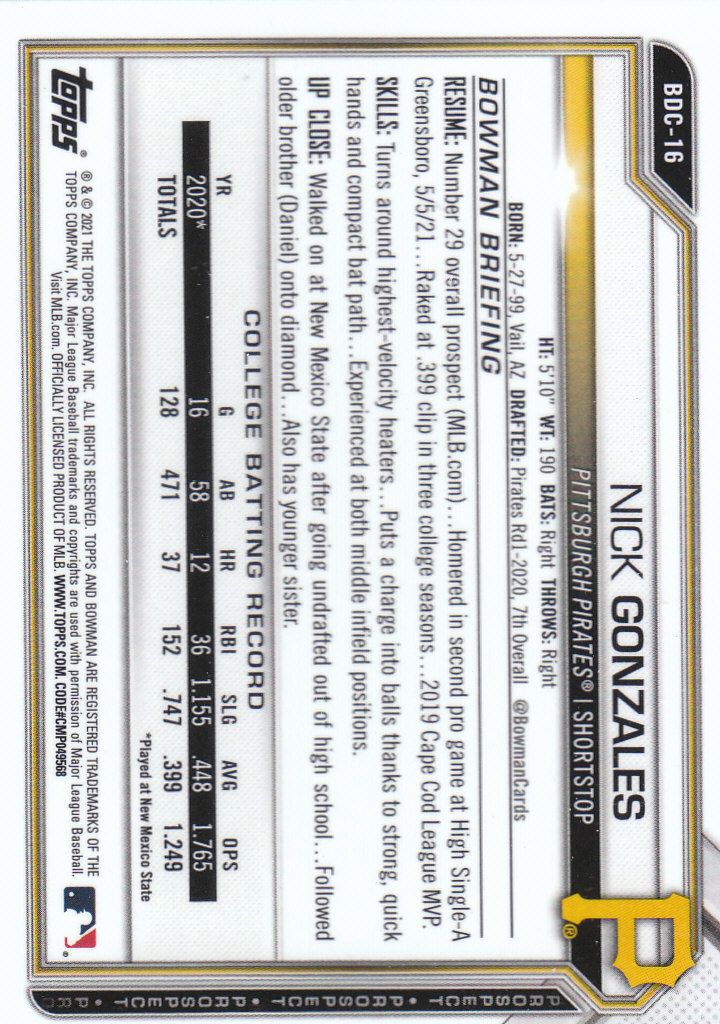 BDC-16
NICK GONZALES
PITTSBURGH PIRATES® | SHORTSTOP
P®
HT: 5'10" WT: 190 BATS: Right THROWS: Right
BORN: 5-27-99, Vail, AZ DRAFTED: Pirates Rd1-2020, 7th Overall @BowmanCards
BOWMAN BRIEFING
RESUME: Number 29 overall prospect (MLB.com)...Homered in second pro game at High Single-A
Greensboro, 5/5/21...Raked at .399 clip in three college seasons...2019 Cape Cod League MVP.
SKILLS: Turns around highest-velocity heaters...Puts a charge into balls thanks to strong, quick
hands and compact bat path...Experienced at both middle infield positions.
UP CLOSE: Walked on at New Mexico State after going undrafted out of high school...Followed
older brother (Daniel) onto diamond...Also has younger sister.
COLLEGE BATTING RECORD
YR G AB HR RBI SLG AVG OPS
2020* 16 58 12 36 1.155 .448 1.765
TOTALS 128 471 37 152 .747 .399 1.249
*Played at New Mexico State
topps®
® & © 2021 THE TOPPS COMPANY, INC. ALL RIGHTS RESERVED. TOPPS AND BOWMAN ARE REGISTERED TRADEMARKS OF THE
TOPPS COMPANY, INC. Major League Baseball trademarks and copyrights are used with permission of Major League Baseball.
Visit MLB.com. OFFICIALLY LICENSED PRODUCT OF MLB. WWW.TOPPS.COM. CODE#CMP049568
PROSPECT • PROSPECT • PROSPECT • PR